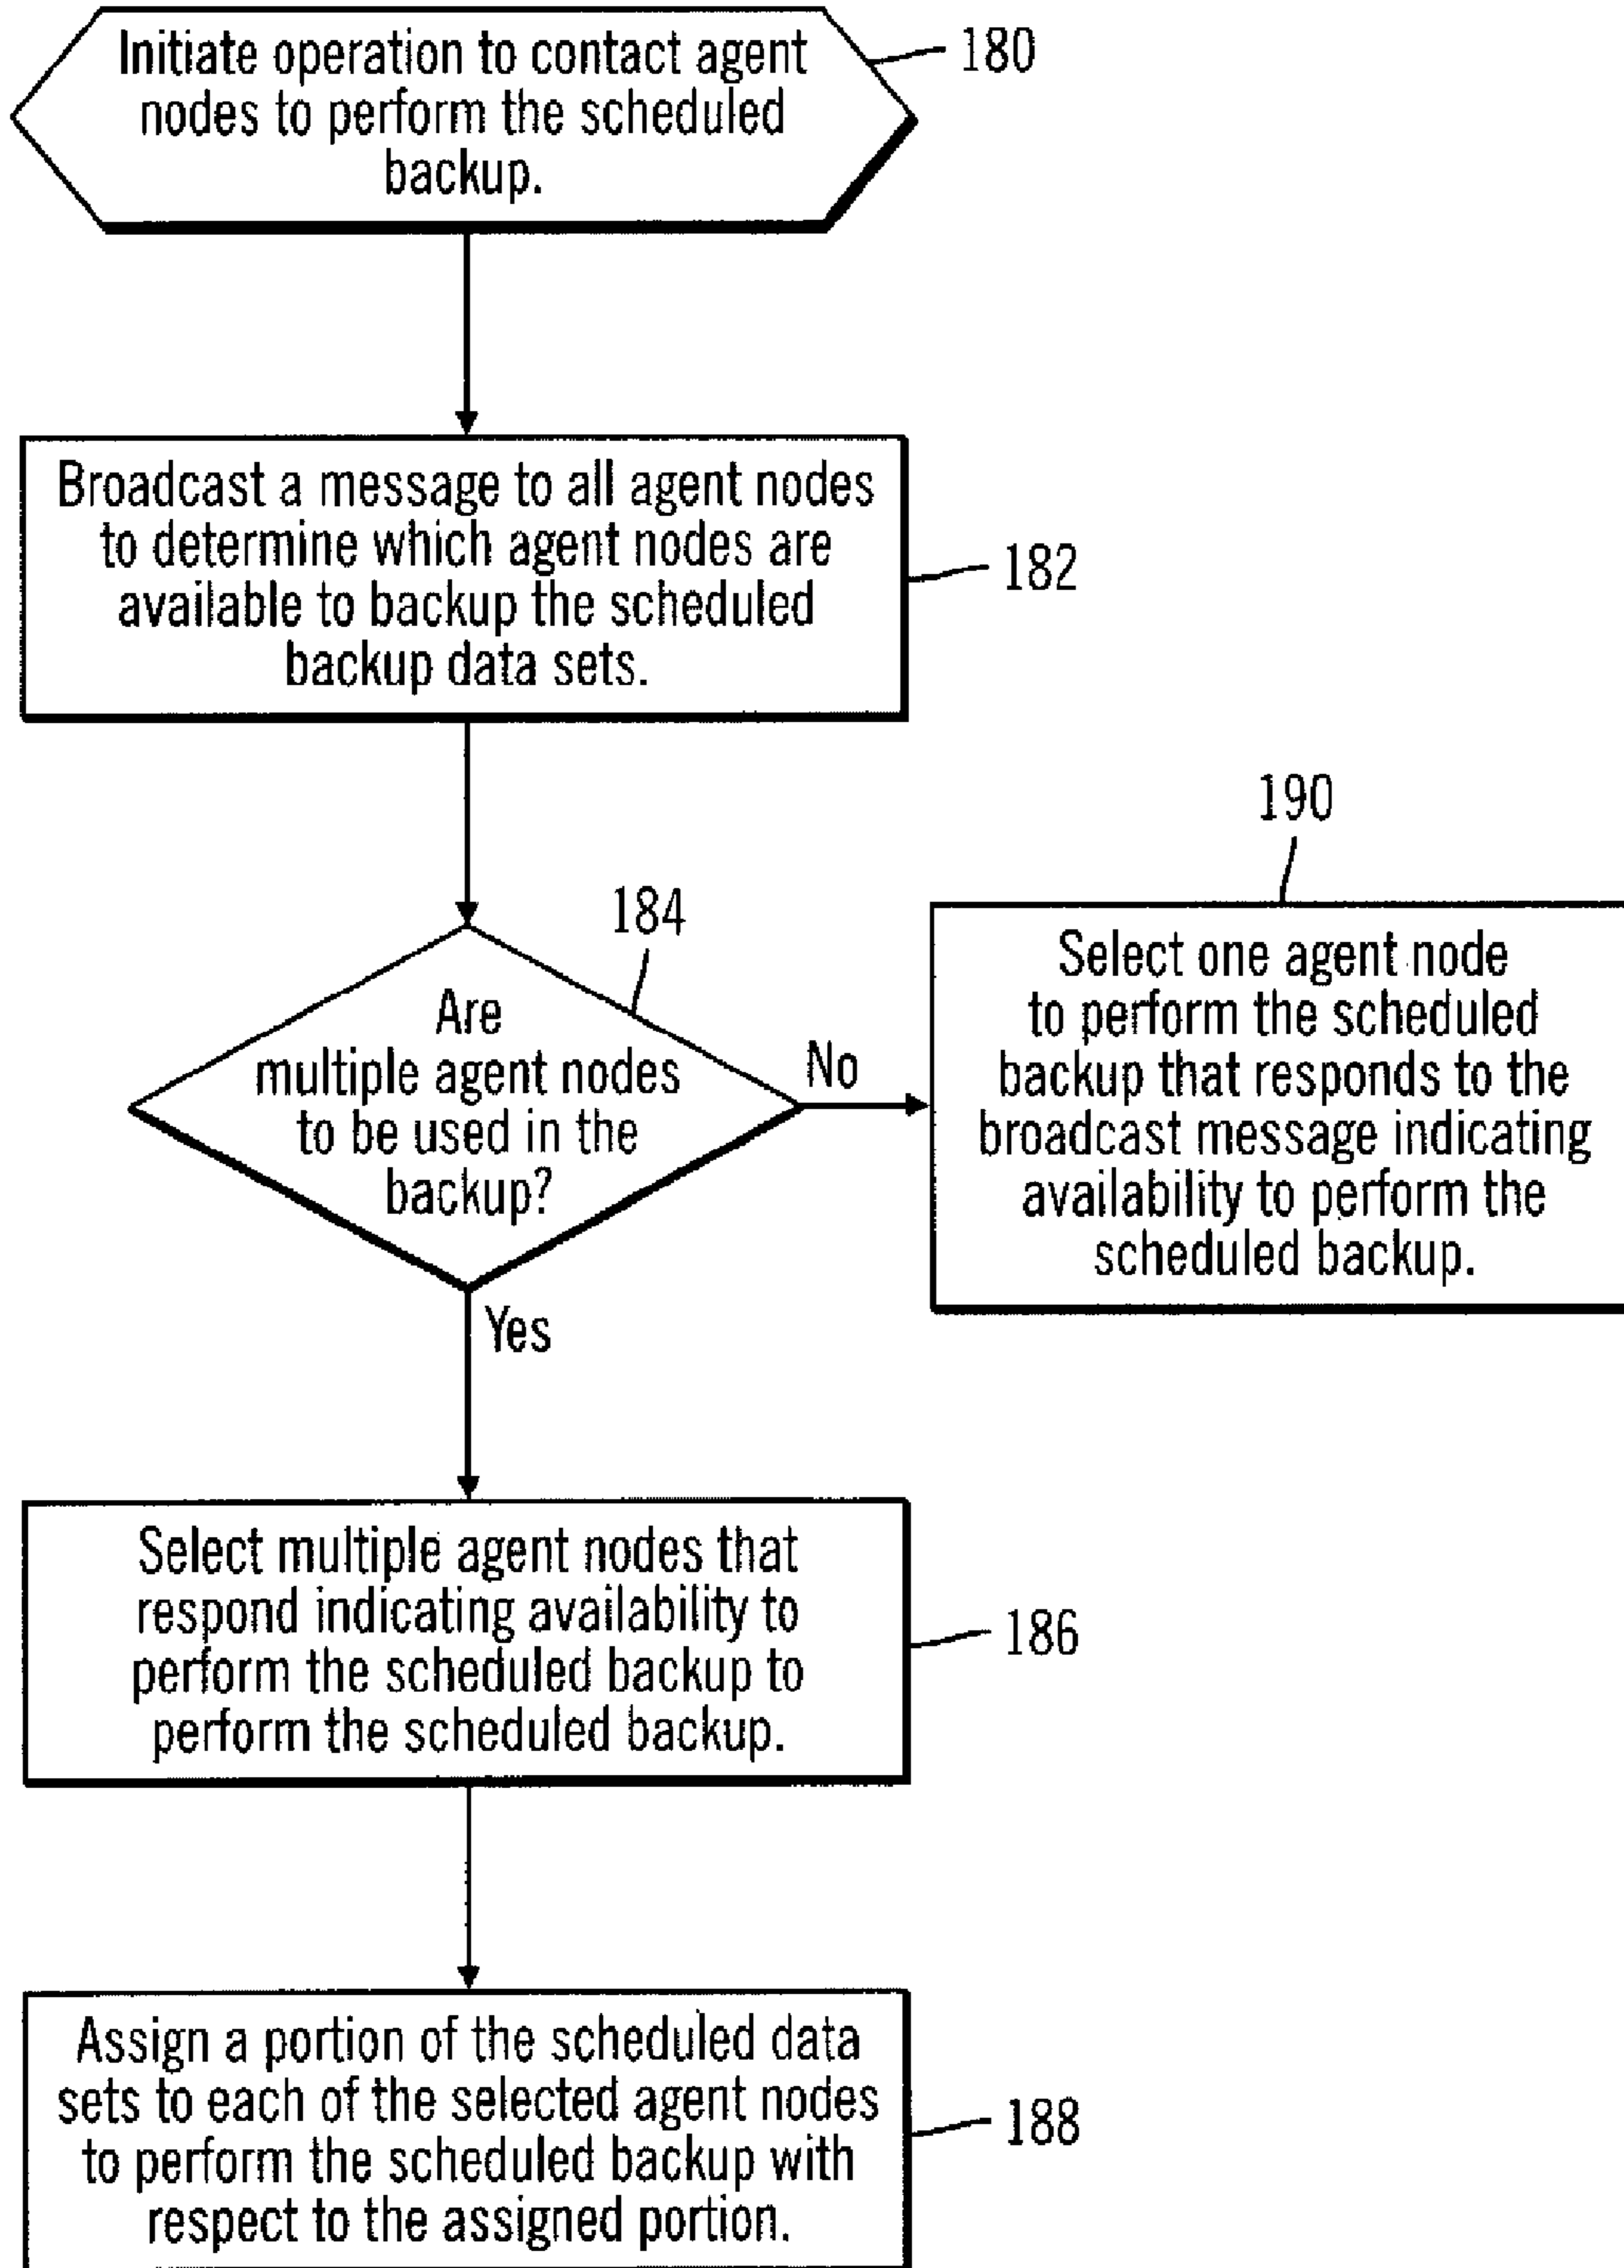 Initiate operation to contact agent
nodes to perform the scheduled
backup.
180
Broadcast a message to all agent nodes
to determine which agent nodes are
available to backup the scheduled
backup data sets.
182
184
Are
multiple agent nodes
to be used in the
backup?
No
190
Select one agent node
to perform the scheduled
backup that responds to the
broadcast message indicating
availability to perform the
scheduled backup.
Yes
Select multiple agent nodes that
respond indicating availability to
perform the scheduled backup to
perform the scheduled backup.
186
Assign a portion of the scheduled data
sets to each of the selected agent nodes
to perform the scheduled backup with
respect to the assigned portion.
188